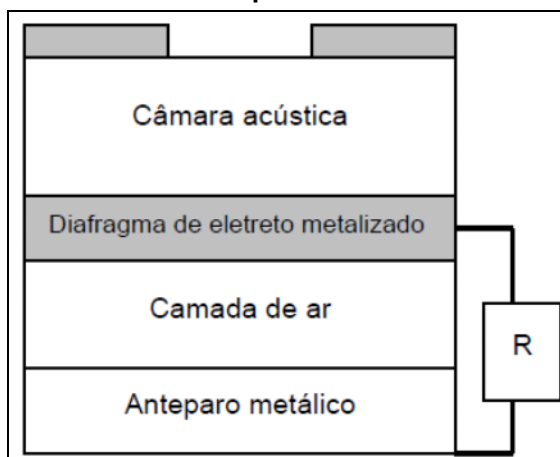 Câmara acústica
Diafragma de eletreto metalizado
Camada de ar
R
Anteparo metálico